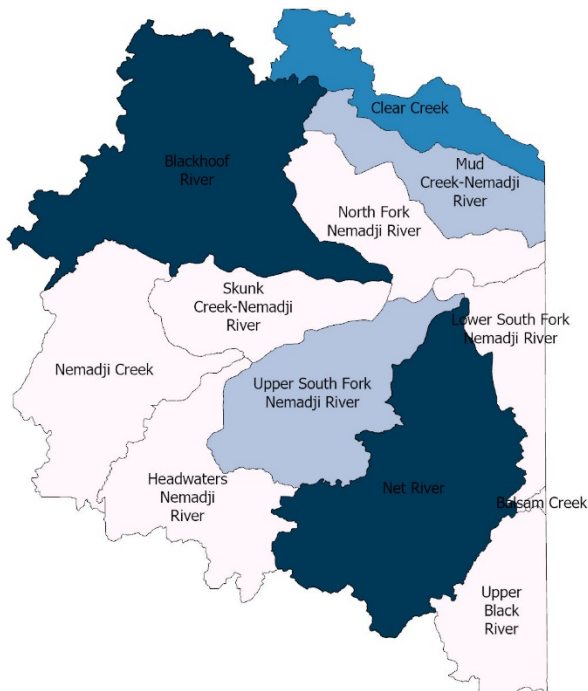 Clear Creek
Blackhoof
River
Mud
Creek-Nemadji
River
North Fork
Nemadji River
Skunk
Creek-Nemadji
River
Lower South Fork
Nemadji River
Nemadji Creek
Upper South Fork
Nemadji River
Headwaters
Nemadji
River
Net River
Balsam Creek
Upper
Black
River